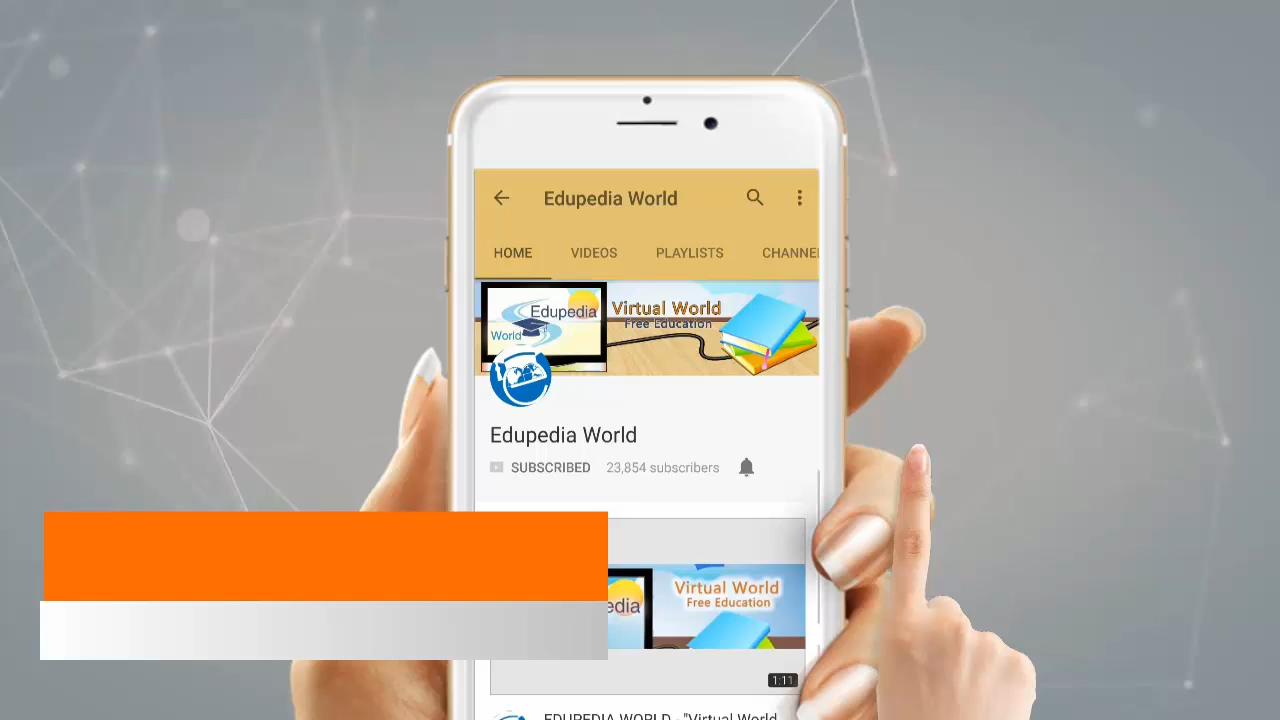 Edupedia World
HOME VIDEOS PLAYLISTS CHANNE
Edupedia
World
Virtual World
Free Education
Edupedia World
SUBSCRIBED 23,854 subscribers
edia
Virtual World
Free Education
1:11
EDUPEDIA WORLD - "Virtual World